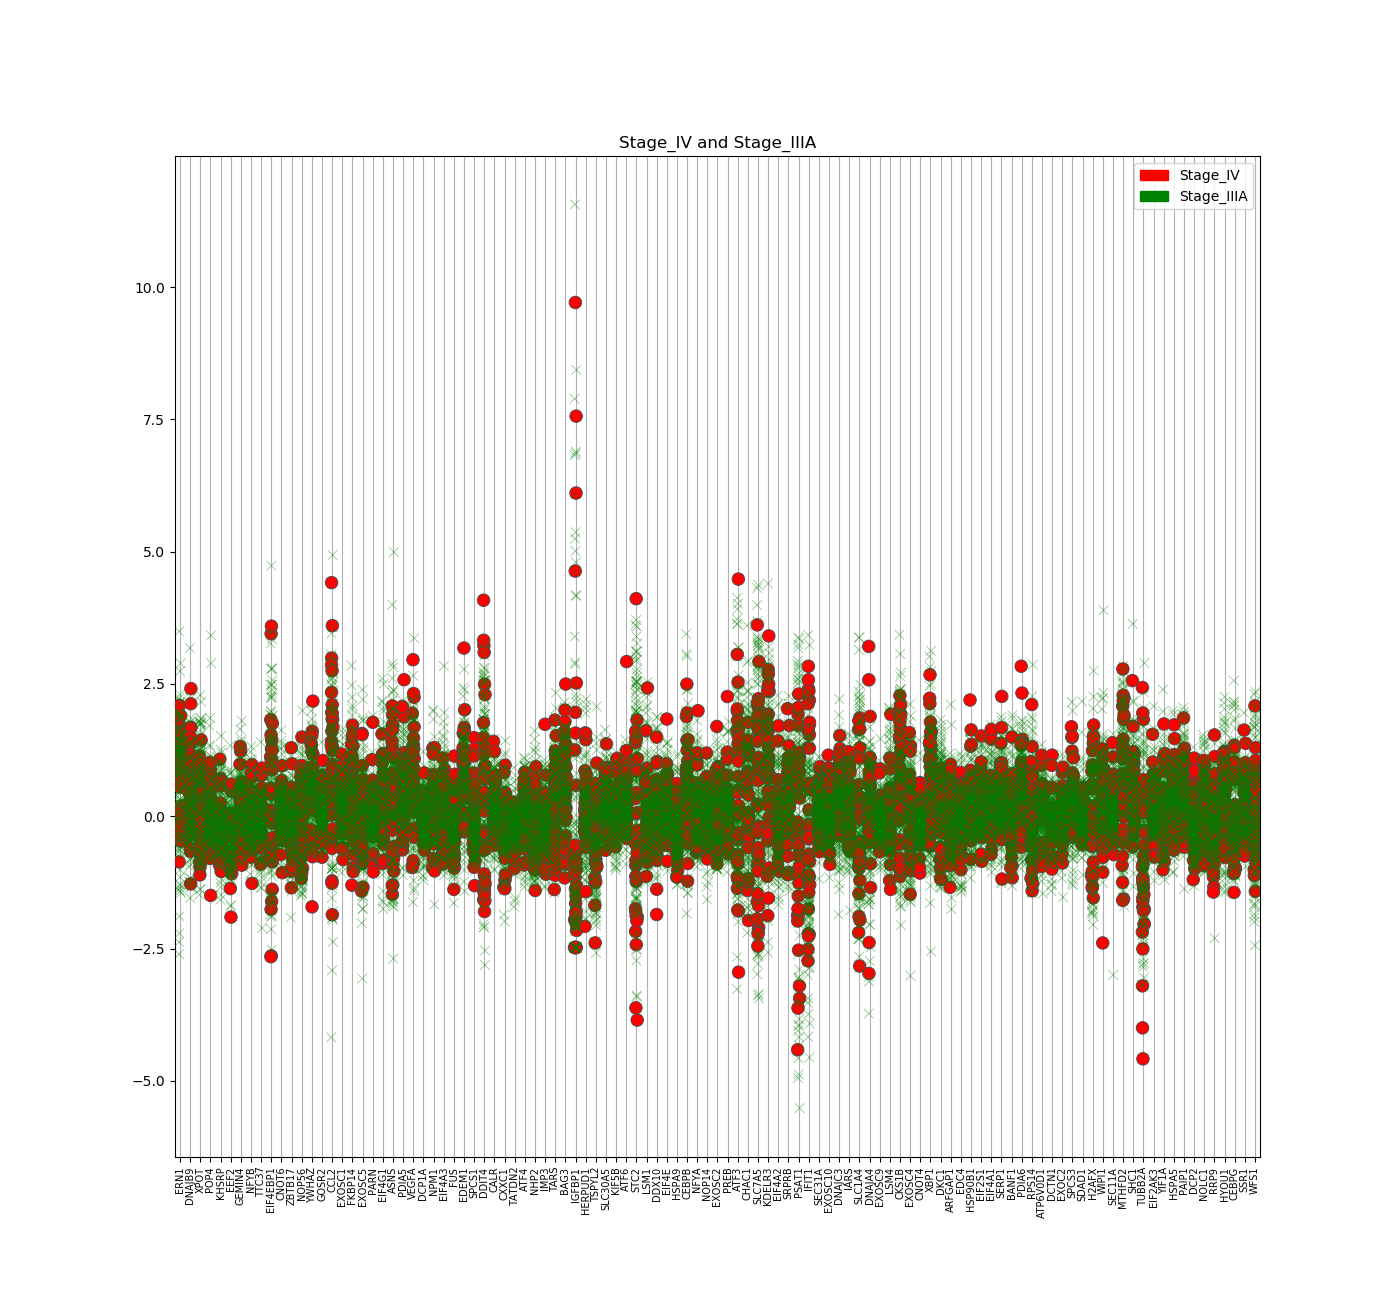 Stage_IV and Stage_IIIA
Stage_IV
Stage_IIIA
10.0
7.5
5.0
2.5
0.0
−2.5
−5.0
ERN1
DNAJB9
XPOT
POP4
KHSRP
EEF2
GEMIN4
NFYB
TTC37
EIF4EBP1
CNOT6
ZBTB17
NOP56
YWHAZ
GOSR2
CCL2
EXOSC1
FKBP14
EXOSC5
PARN
EIF4G1
ASNS
PDIA5
VEGFA
DCP1A
NPM1
EIF4A3
FUS
EDEM1
SPCS1
DDIT4
CALR
CXXC1
TATDN2
ATF4
NHP2
IMP3
TARS
BAG3
IGFBP1
HERPUD1
TSPYL2
SLC30A5
KIF5B
ATF6
STC2
LSM1
DDX10
EIF4E
HSPA9
CEBPB
NFYA
NOP14
EXOSC2
PREB
ATF3
CHAC1
SLC7A5
KDELR3
EIF4A2
SRPRB
PSAT1
IFIT1
SEC31A
EXOSC10
DNAJC3
IARS
SLC1A4
DNAJA4
EXOSC9
LSM4
CKS1B
EXOSC4
CNOT4
XBP1
DKC1
ARFGAP1
EDC4
HSP90B1
EIF2S1
EIF4A1
SERP1
BANF1
PDIA6
RPS14
ATP6V0D1
DCTN1
EXOC2
SPCS3
SDAD1
H2AFX
WIPI1
SEC11A
MTHFD2
SHC1
TUBB2A
EIF2AK3
YIF1A
HSPA5
PAIP1
DCP2
NOLC1
RRP9
HYOU1
CEBPG
SSR1
WFS1